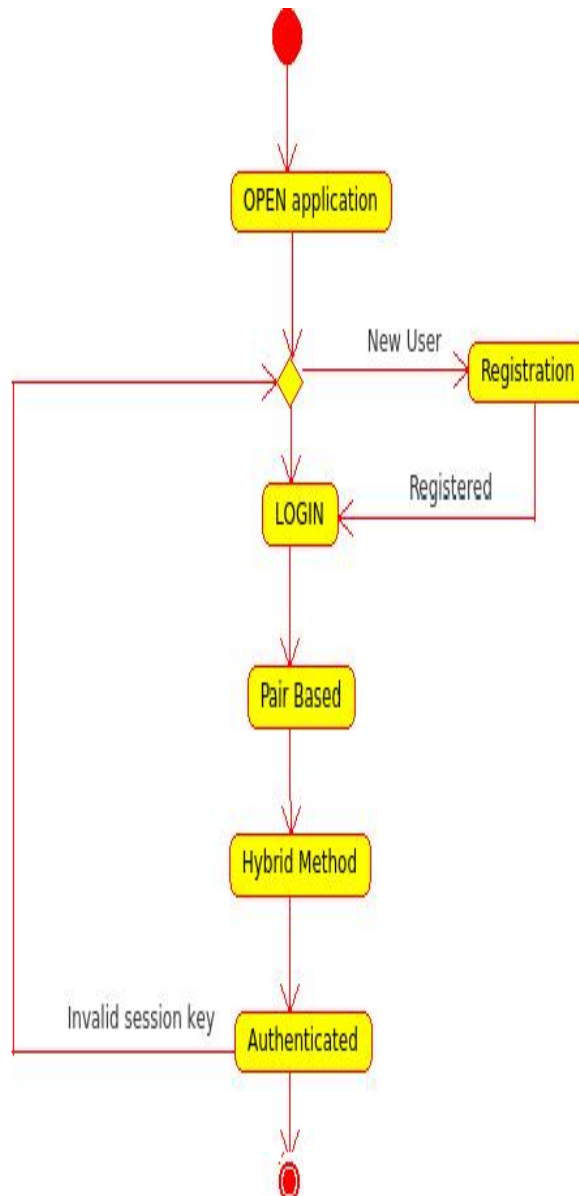 OPEN application
New User
Registration
Registered
LOGIN
Pair Based
Hybrid Method
Invalid session key
Authenticated